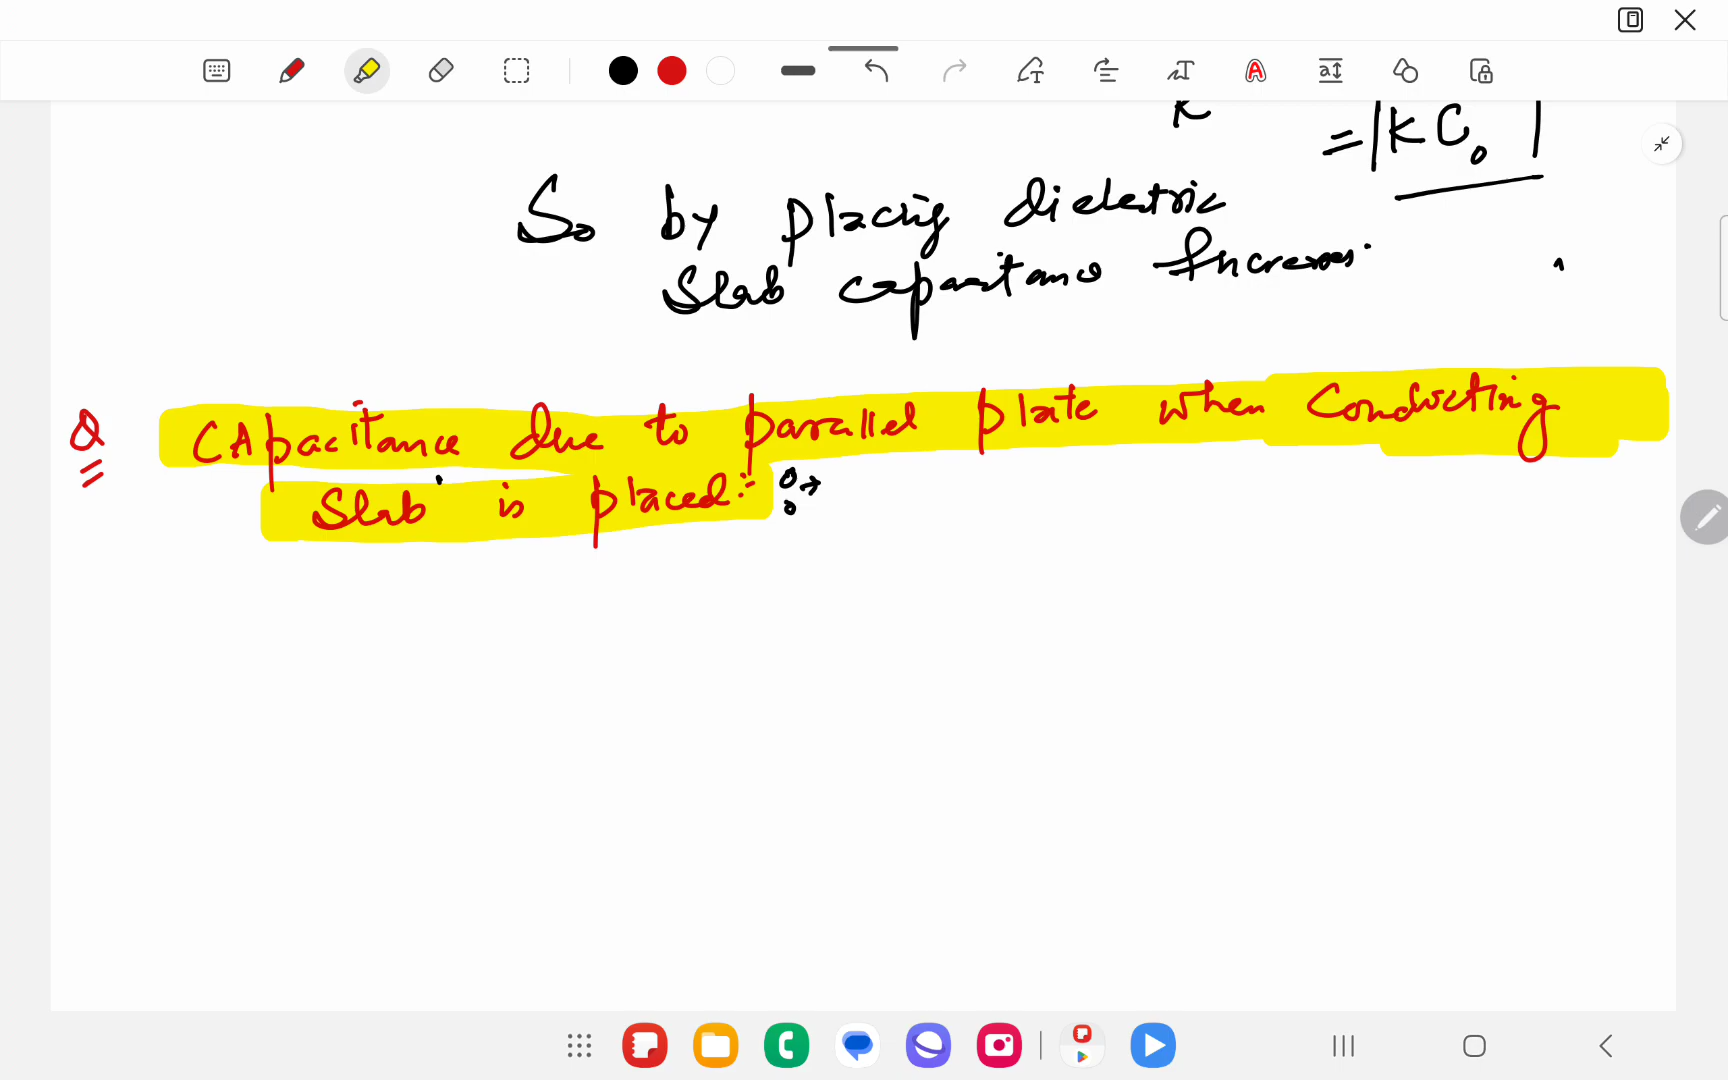 K
= |KC₀|
So by placing dielectric
Slab capacitance Increases.
Q CApacitance due to parallel plate when Conducting
Slab is placed :-